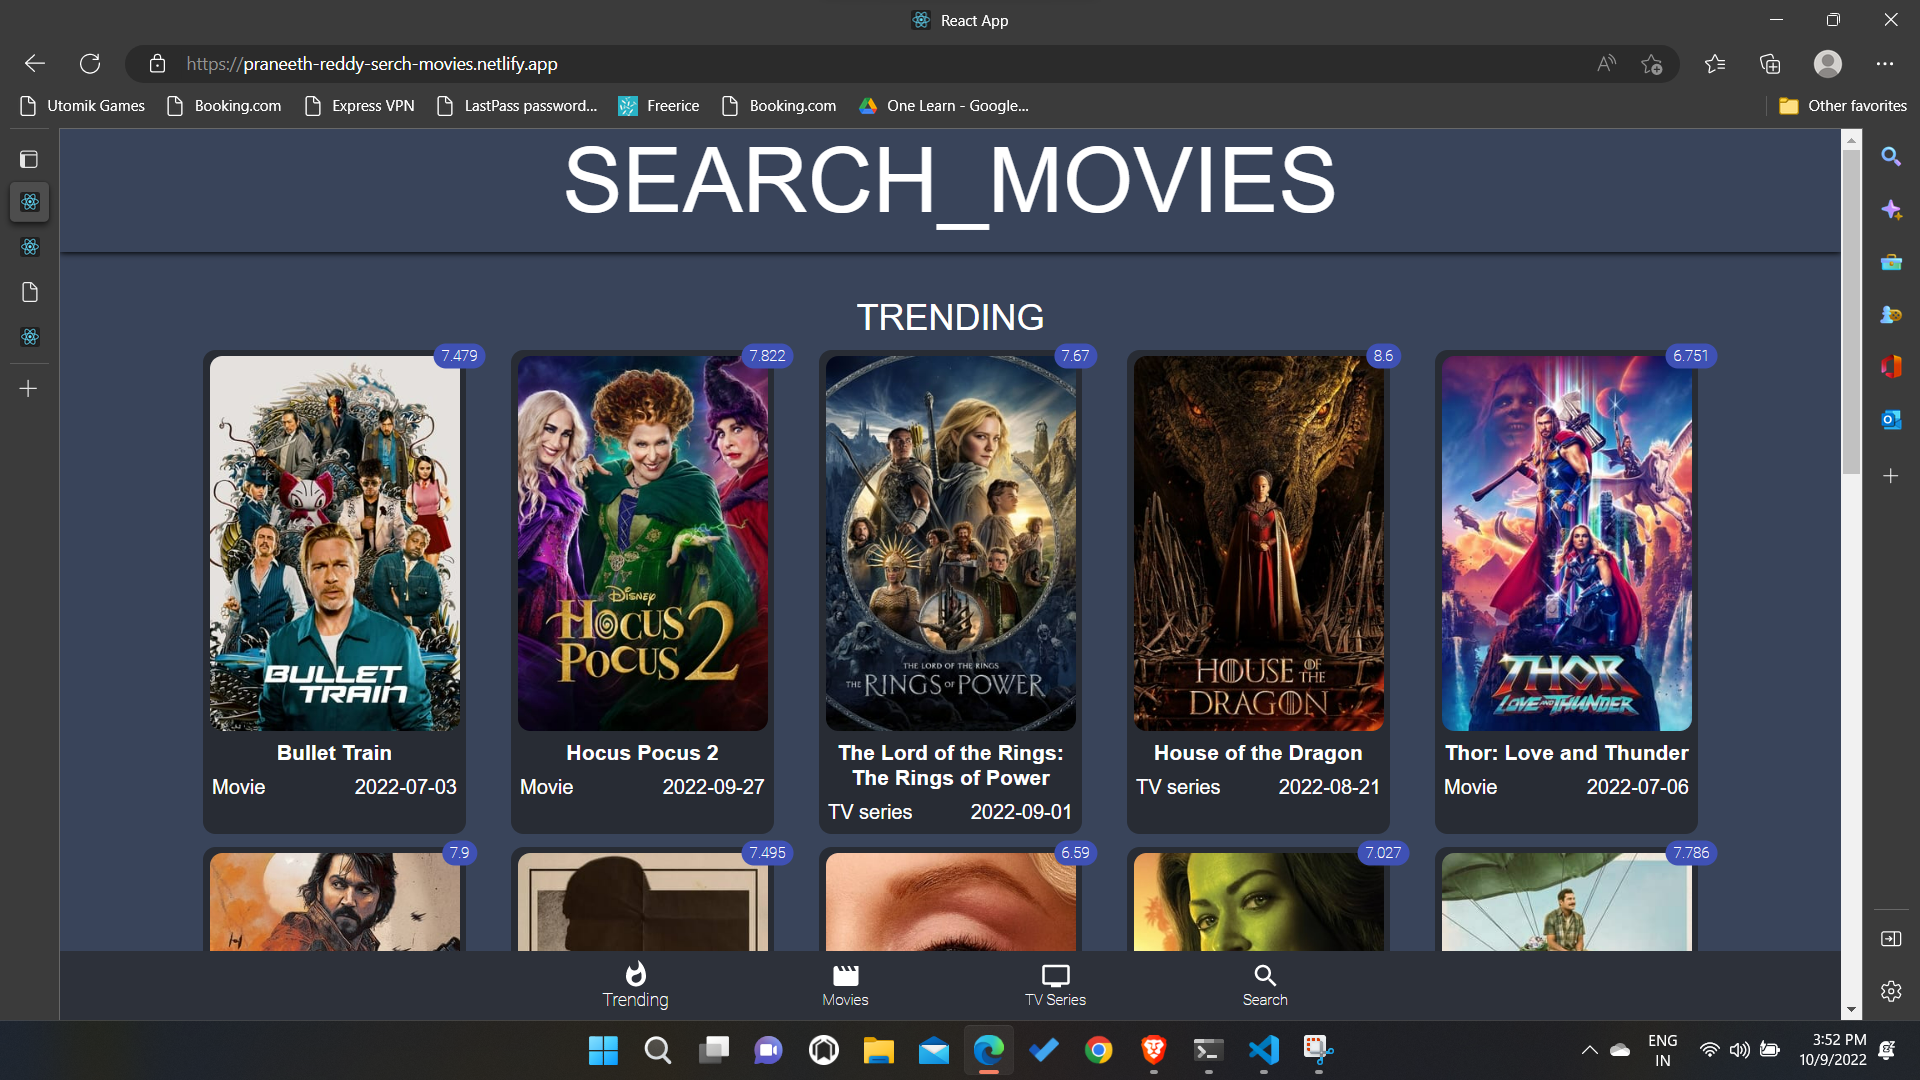 React App
https://praneeth-reddy-serch-movies.netlify.app
Utomik Games
Booking.com
Express VPN
LastPass password...
Freerice
Booking.com
One Learn - Google...
Other favorites
SEARCH_MOVIES
TRENDING
7.479
7.822
7.67
8.6
6.751
BULLET
TRAIN
Disney
HOCUS
POCUS 2
THE LORD OF THE RINGS
THE RINGS OF POWER
HOUSE OF THE
DRAGON
THOR
LOVE AND THUNDER
Bullet Train
Movie 2022-07-03
Hocus Pocus 2
Movie 2022-09-27
The Lord of the Rings:
The Rings of Power
TV series 2022-09-01
House of the Dragon
TV series 2022-08-21
Thor: Love and Thunder
Movie 2022-07-06
7.9
7.495
6.59
7.027
7.786
Trending
Movies
TV Series
Search
ENG
IN
3:52 PM
10/9/2022